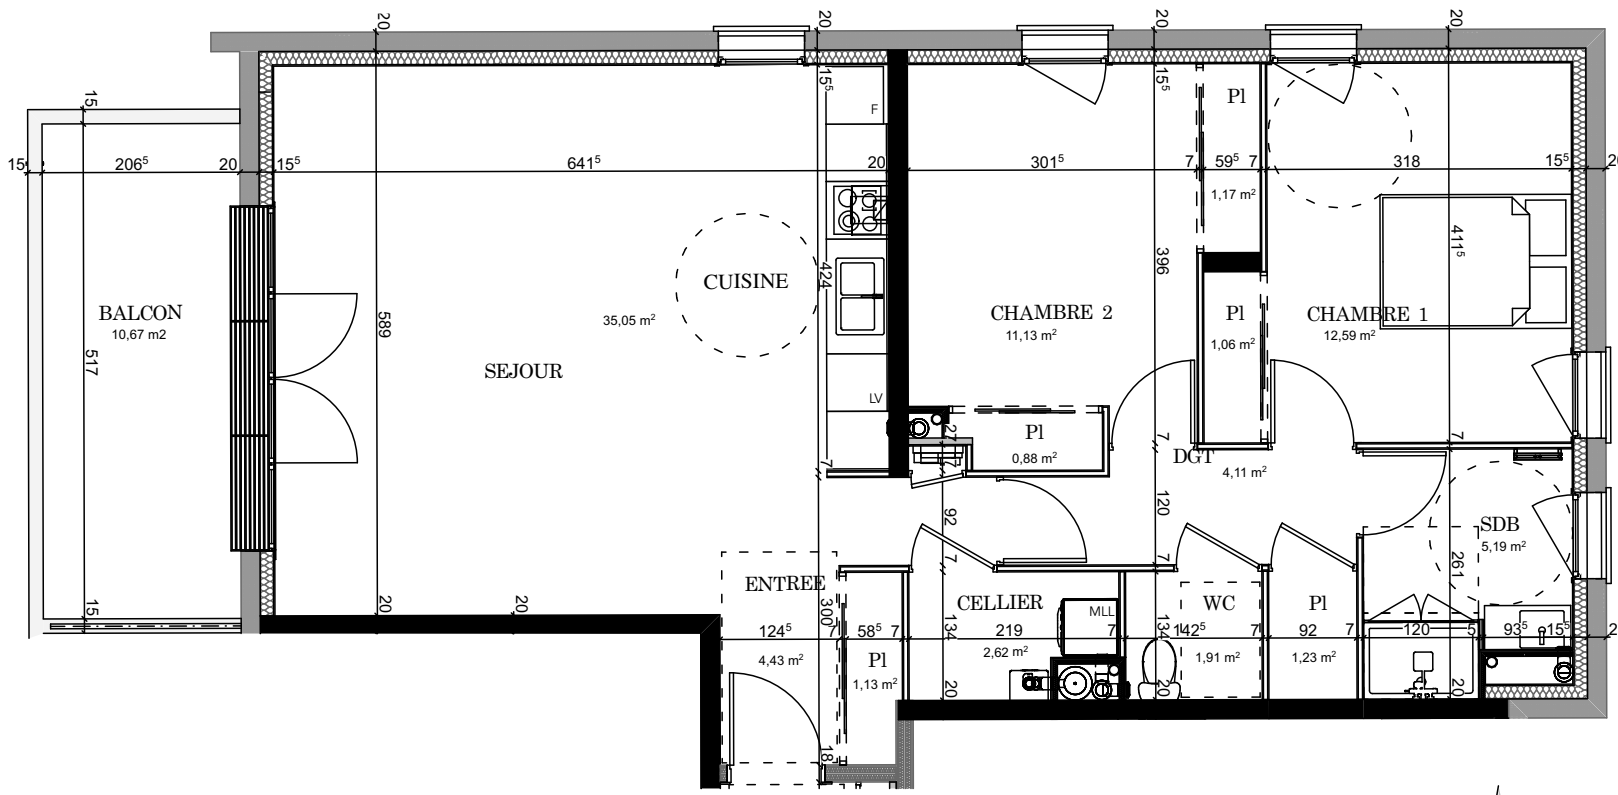 20
20
20
20
15
15⁵
15⁵
F
Pl
1,17 m²
15
206⁵
20
15⁵
641⁵
20
301⁵
7
59⁵
7
318
15⁵
411⁵
424
396
CUISINE
BALCON
10,67 m2
517
589
35,05 m²
SEJOUR
CHAMBRE 2
11,13 m²
Pl
1,06 m²
CHAMBRE 1
12,59 m²
LV
27
7
7
7
7
Pl
0,88 m²
DGT
4,11 m²
92
120
SDB
5,19 m²
261
7
7
ENTREE
300
CELLIER
MLL
WC
Pl
15
20
20
124⁵
7
58⁵
7
134
219
7
134
142⁵
7
92
7
120
5
93⁵
15⁵
4,43 m²
Pl
1,13 m²
2,62 m²
1,91 m²
1,23 m²
20
20
20
18